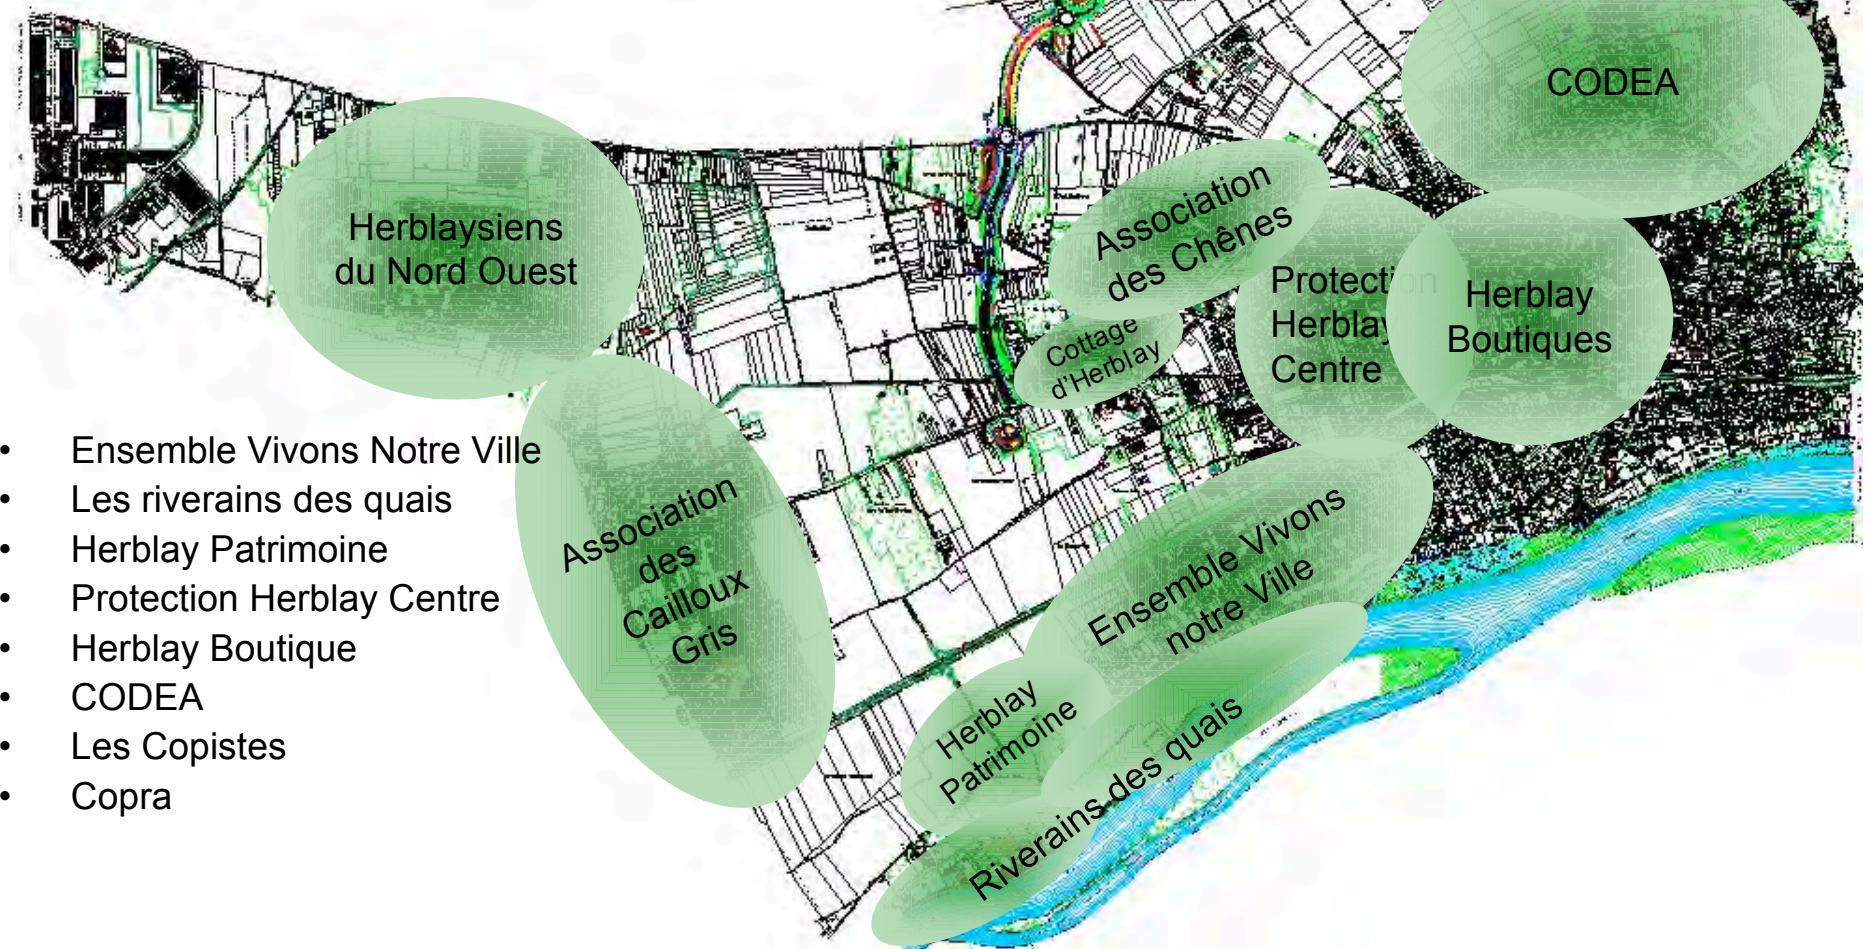 CODEA
Herblaysiens
du Nord Ouest
Association
des Chênes
Protection
Herblay
Centre
Herblay
Boutiques
Cottage
d'Herblay
• Ensemble Vivons Notre Ville
• Les riverains des quais
• Herblay Patrimoine
• Protection Herblay Centre
• Herblay Boutique
• CODEA
• Les Copistes
• Copra
Association
des
Cailloux
Gris
Ensemble Vivons
notre Ville
Herblay
Patrimoine
Riverains des quais